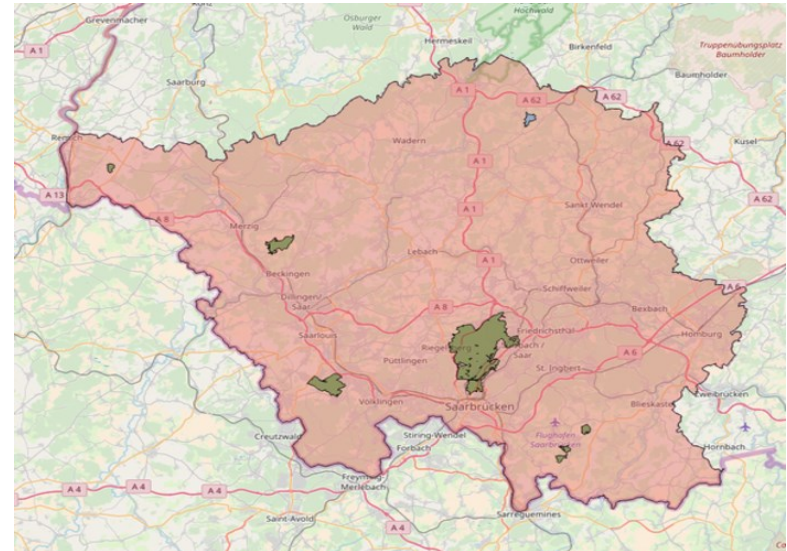 Grevenmacher
Osburger
Wald
Hochwald
Hermeskeil
Birkenfeld
Truppenübungsplatz
Baumholder
A 1
Saarburg
Baumholder
A 1
A 62
Remich
Wadern
A 62
Kusel
A 13
A 8
A 1
Sankt Wendel
A 62
Merzig
Lebach
Beckingen
A 1
Ottweiler
Dillingen/
Saar
Schiffweiler
A 6
A 8
Bexbach
Saarlouis
Friedrichsthal
Homburg
Saar
A 6
Püttlingen
St. Ingbert
Völklingen
Saarbrücken
Blieskastel
Zweibrücken
Creutzwald
Stiring-Wendel
Forbach
Flughafen
Saarbrücken
Hornbach
Freyming-
Merlebach
A 4
A 4
A 4
Saint-Avold
A 4
Sarreguemines